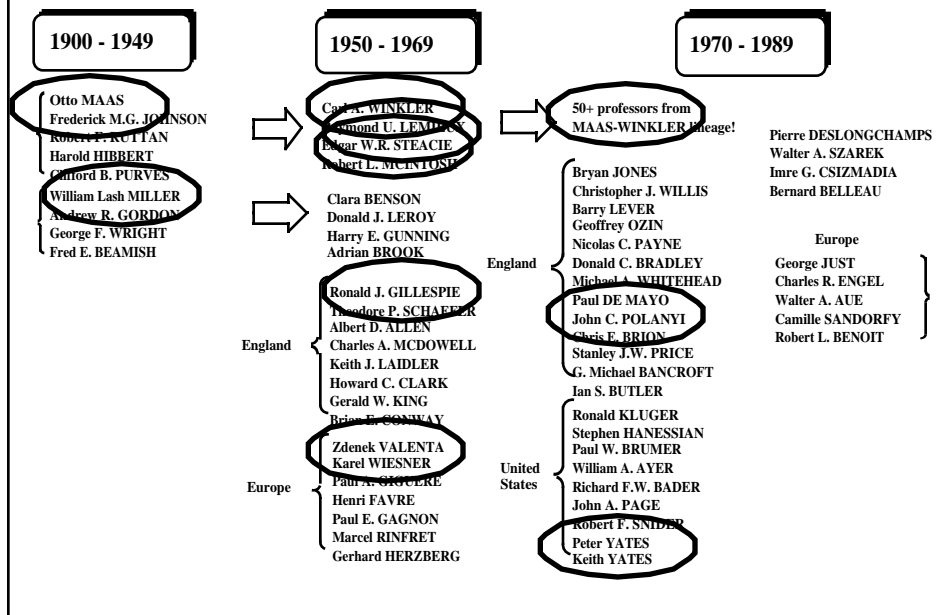 1900 - 1949
Otto MAAS
Frederick M.G. JOHNSON
Robert F. RUTTAN
Harold HIBBERT
Clifford B. PURVES
William Lash MILLER
Andrew R. GORDON
George F. WRIGHT
Fred E. BEAMISH
1950 - 1969
Carl A. WINKLER
Raymond U. LEMIEUX
Edgar W.R. STEACIE
Robert L. MCINTOSH
Clara BENSON
Donald J. LEROY
Harry E. GUNNING
Adrian BROOK
England
Ronald J. GILLESPIE
Theodore P. SCHAEFER
Albert D. ALLEN
Charles A. MCDOWELL
Keith J. LAIDLER
Howard C. CLARK
Gerald W. KING
Brian E. CONWAY
Europe
Zdenek VALENTA
Karel WIESNER
Paul A. GIGUERE
Henri FAVRE
Paul E. GAGNON
Marcel RINFRET
Gerhard HERZBERG
1970 - 1989
50+ professors from
MAAS-WINKLER lineage!
England
Bryan JONES
Christopher J. WILLIS
Barry LEVER
Geoffrey OZIN
Nicolas C. PAYNE
Donald C. BRADLEY
Michael A. WHITEHEAD
Paul DE MAYO
John C. POLANYI
Chris E. BRION
Stanley J.W. PRICE
G. Michael BANCROFT
Ian S. BUTLER
United
States
Ronald KLUGER
Stephen HANESSIAN
Paul W. BRUMER
William A. AYER
Richard F.W. BADER
John A. PAGE
Robert F. SNIDER
Peter YATES
Keith YATES
Pierre DESLONGCHAMPS
Walter A. SZAREK
Imre G. CSIZMADIA
Bernard BELLEAU
Europe
George JUST
Charles R. ENGEL
Walter A. AUE
Camille SANDORFY
Robert L. BENOIT